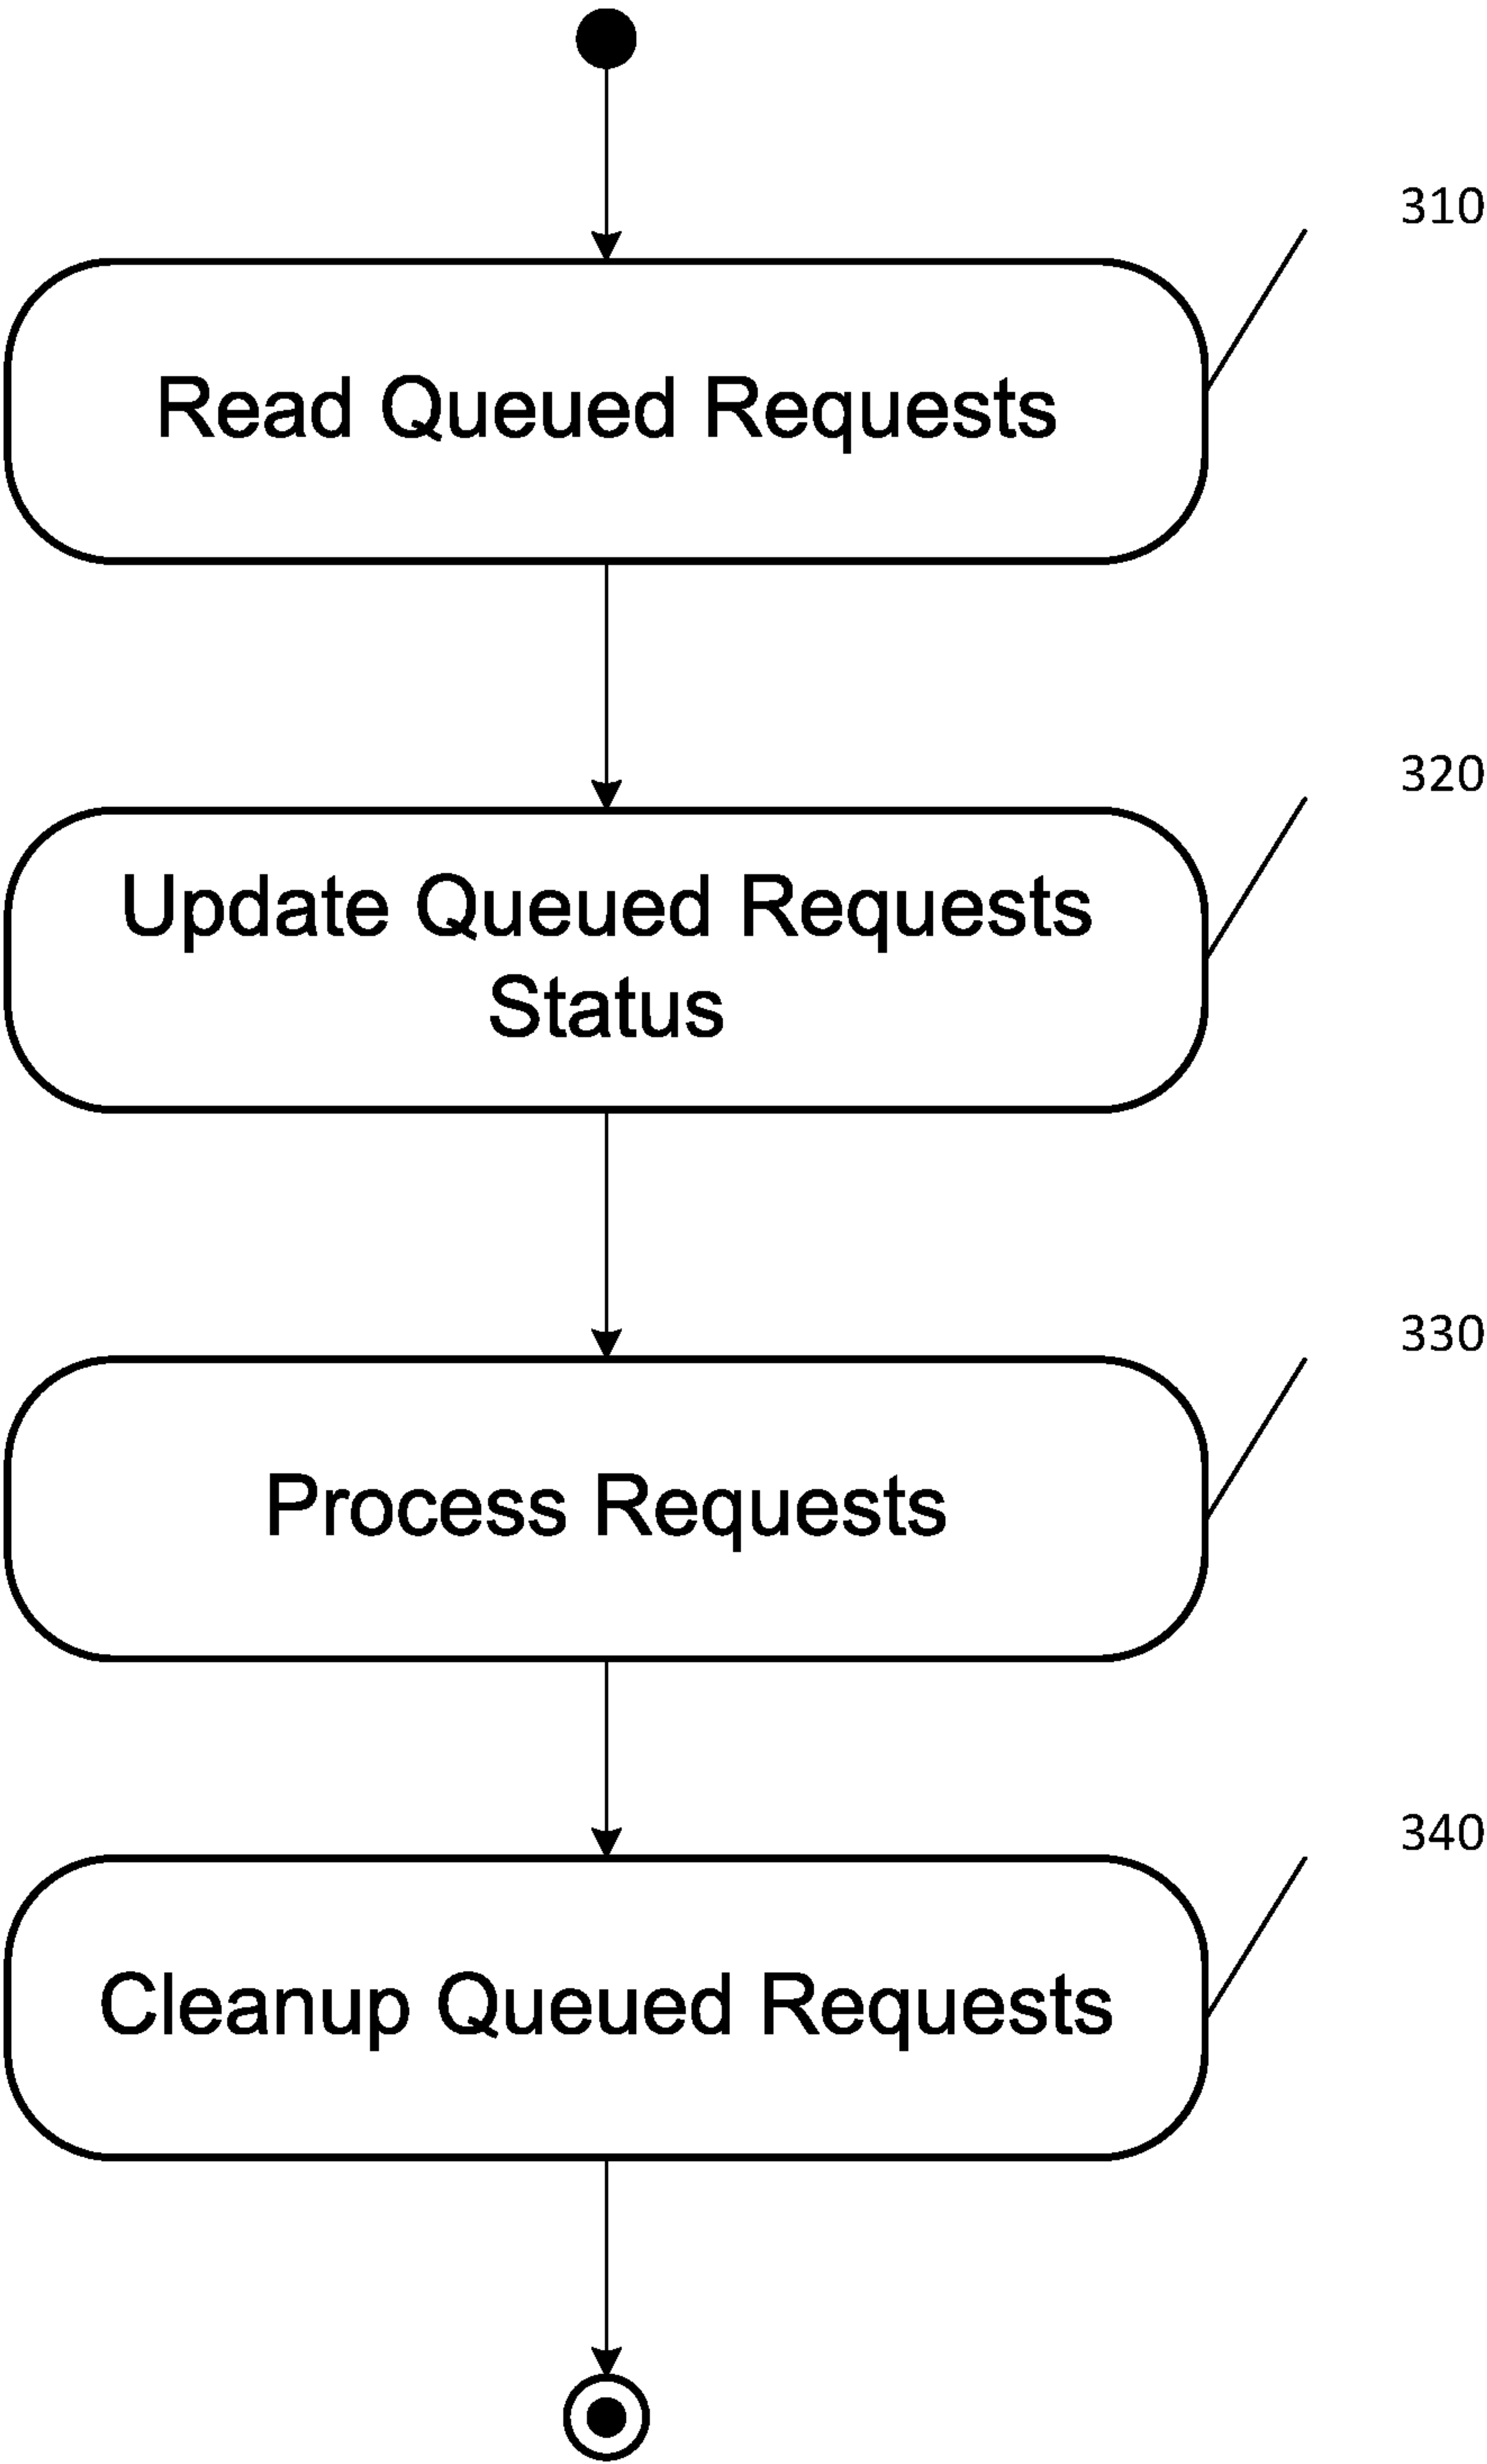 310
Read Queued Requests
320
Update Queued Requests
Status
330
Process Requests
340
Cleanup Queued Requests